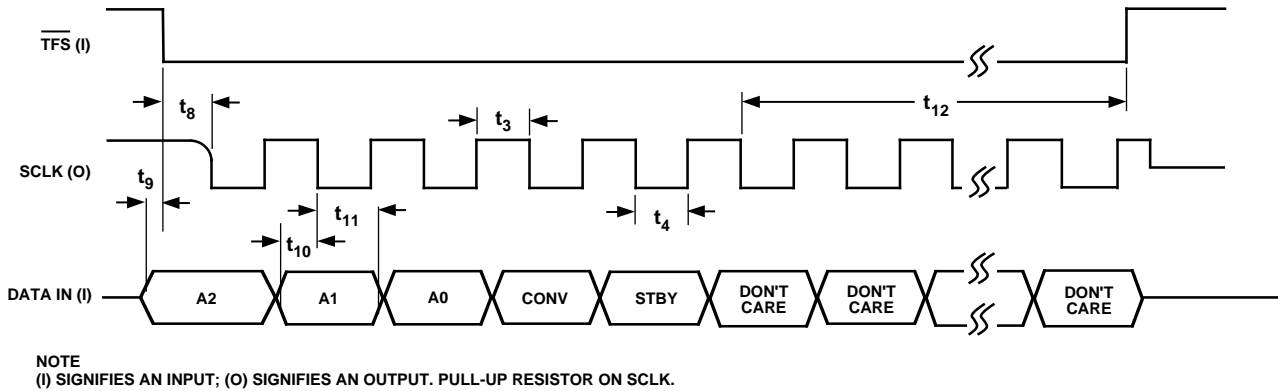 TFS (I)
t8
t3
t12
SCLK (O)
t9
t11
t10
t4
DATA IN (I)
A2
A1
A0
CONV
STBY
DON'T
CARE
DON'T
CARE
DON'T
CARE
NOTE
(I) SIGNIFIES AN INPUT; (O) SIGNIFIES AN OUTPUT. PULL-UP RESISTOR ON SCLK.